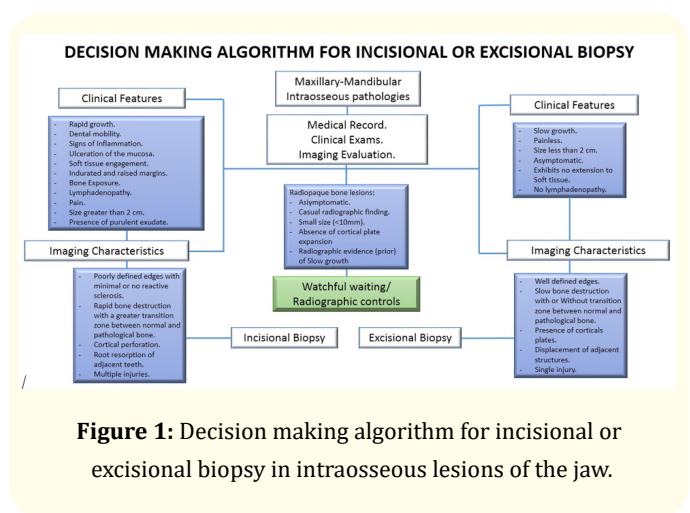 DECISION MAKING ALGORITHM FOR INCISIONAL OR EXCISIONAL BIOPSY
Maxillary-Mandibular
Intraosseous pathologies
Medical Record.
Clinical Exams.
Imaging Evaluation.
Clinical Features
- Rapid growth.
- Dental mobility.
- Signs of Inflammation.
- Ulceration of the mucosa.
- Soft tissue engagement.
- Indurated and raised margins.
- Bone Exposure.
- Lymphadenopathy.
- Pain.
- Size greater than 2 cm.
- Presence of purulent exudate.
Imaging Characteristics
- Poorly defined edges with
minimal or no reactive
sclerosis.
- Rapid bone destruction
with a greater transition
zone between normal and
pathological bone.
- Cortical perforation.
- Root resorption of
adjacent teeth.
- Multiple injuries.
Incisional Biopsy
Radiopaque bone lesions:
- Asiymptomatic.
- Casual radiographic finding.
- Small size (<10mm).
- Absence of cortical plate
expansion
- Radiographic evidence (prior)
of Slow growth
Watchful waiting/
Radiographic controls
Clinical Features
- Slow growth.
- Painless.
- Size less than 2 cm.
- Asymptomatic.
- Exhibits no extension to
Soft tissue.
- No lymphadenopathy.
Imaging Characteristics
- Well defined edges.
- Slow bone destruction
with or Without transition
zone between normal and
pathological bone.
- Presence of corticals
plates.
- Displacement of adjacent
structures.
- Single injury.
Excisional Biopsy
/
Figure 1: Decision making algorithm for incisional or
excisional biopsy in intraosseous lesions of the jaw.